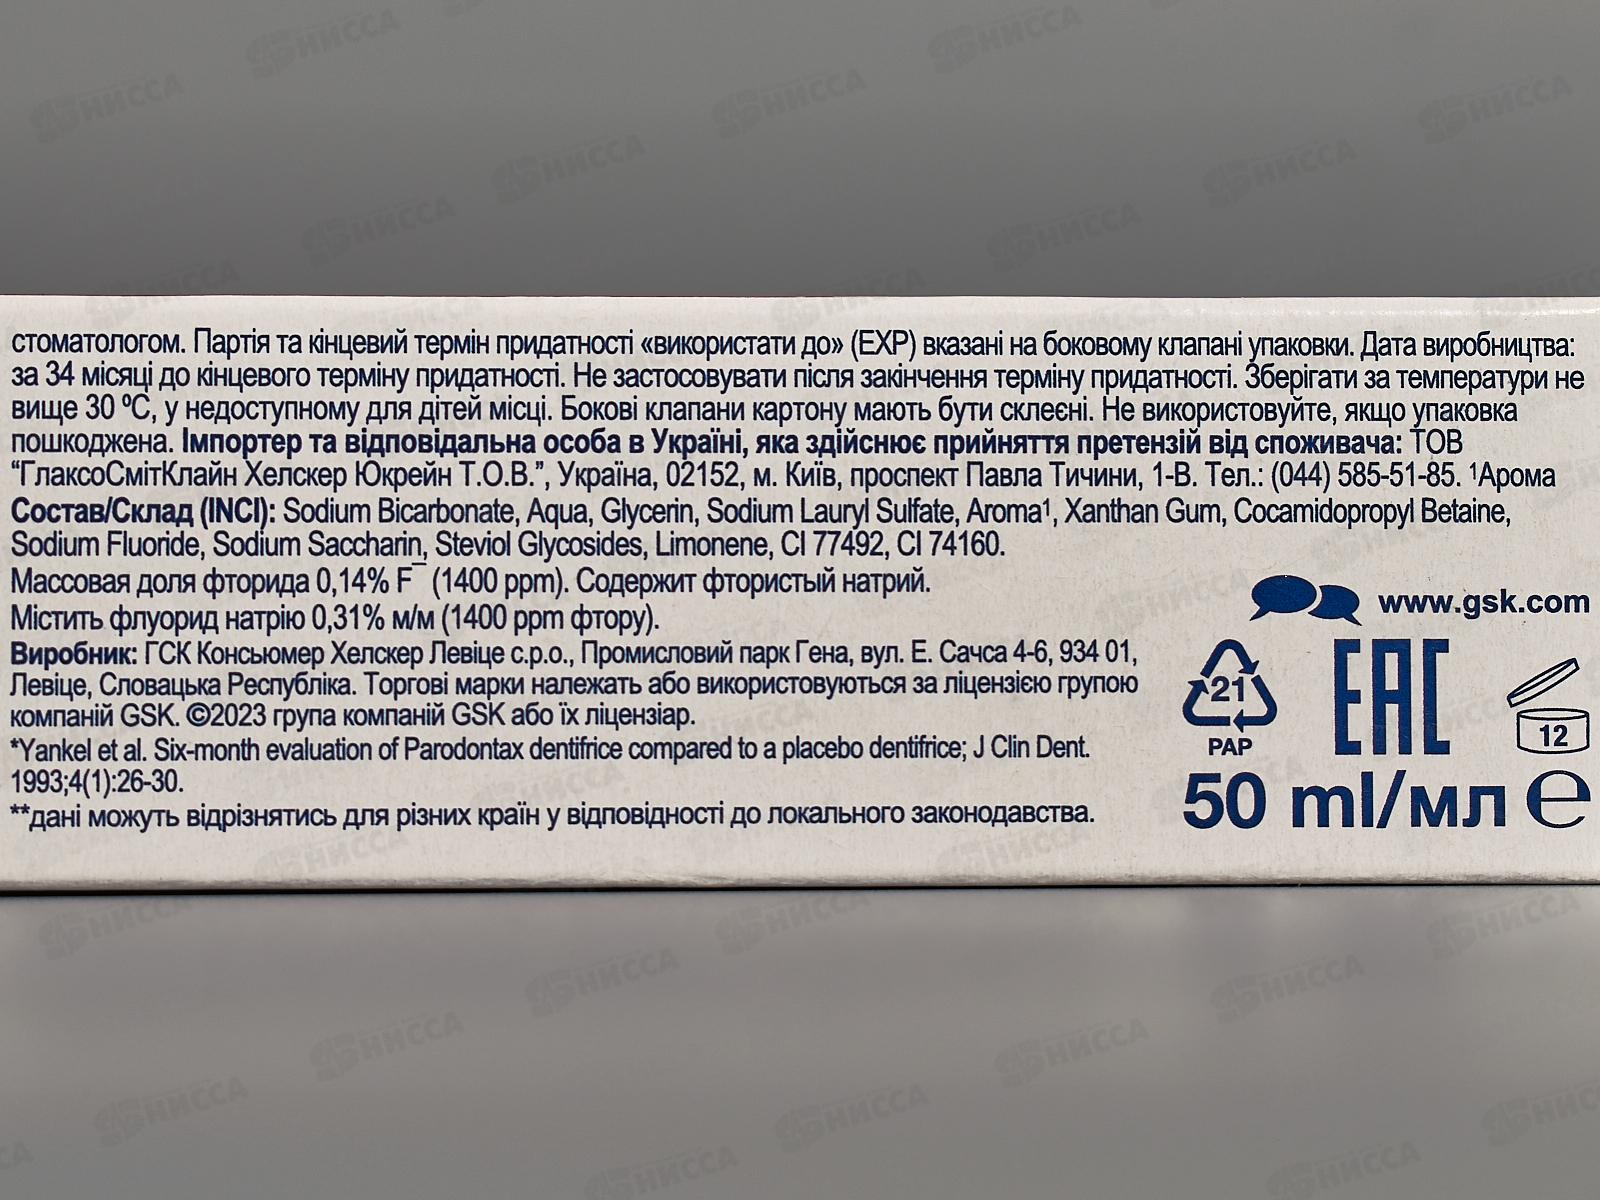 стоматологом. Партія та кінцевий термін придатності «використати до» (EXP) вказані на боковому клапані упаковки. Дата виробництва:
за 34 місяці до кінцевого терміну придатності. Не застосовувати після закінчення терміну придатності. Зберігати за температури не
вище 30 ºC, у недоступному для дітей місці. Бокові клапани картону мають бути склеєні. Не використовуйте, якщо упаковка
пошкоджена. Імпортер та відповідальна особа в Україні, яка здійснює прийняття претензій від споживача: ТОВ
“ГлаксоСмітКлайн Хелскер Юкрейн Т.О.В.”, Україна, 02152, м. Київ, проспект Павла Тичини, 1-В. Тел.: (044) 585-51-85. ¹Арома
Состав/Склад (INCI): Sodium Bicarbonate, Aqua, Glycerin, Sodium Lauryl Sulfate, Aroma¹, Xanthan Gum, Cocamidopropyl Betaine,
Sodium Fluoride, Sodium Saccharin, Steviol Glycosides, Limonene, CI 77492, CI 74160.
Массовая доля фторида 0,14% F¯ (1400 ppm). Содержит фтористый натрий.
Містить флуорид натрію 0,31% м/м (1400 ppm фтору).
Виробник: ГСК Консьюмер Хелскер Левіце с.р.о., Промисловий парк Гена, вул. Е. Сачса 4-6, 934 01,
Левіце, Словацька Республіка. Торгові марки належать або використовуються за ліцензією групою
компаній GSK. ©2023 група компаній GSK або їх ліцензіар.
*Yankel et al. Six-month evaluation of Parodontax dentifrice compared to a placebo dentifrice; J Clin Dent.
1993;4(1):26-30.
**дані можуть відрізнятись для різних країн у відповідності до локального законодавства.
www.gsk.com
21
PAP
EAC
12
50 ml/мл e
НИССА